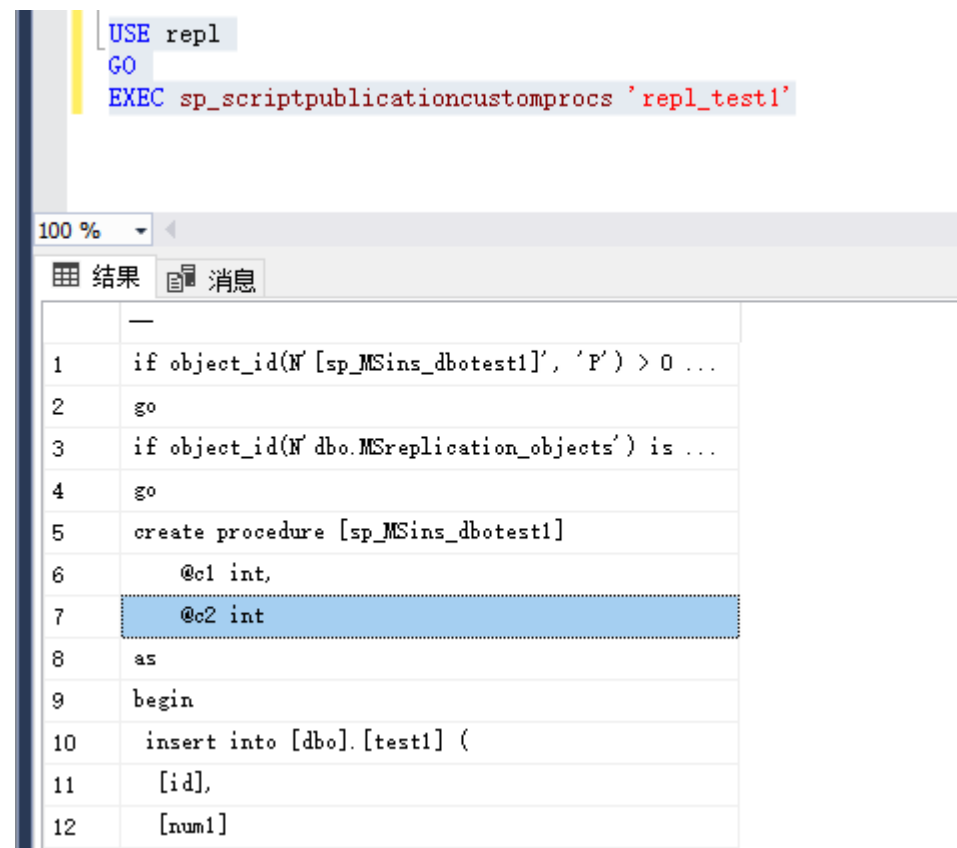 USE repl
GO
EXEC sp_scriptpublicationcustomprocs 'repl_test1'
100 %
结果 消息
—
1 if object_id(N'[sp_MSins_dbotest1]', 'P') > 0 ...
2 go
3 if object_id(N'dbo.MSreplication_objects') is ...
4 go
5 create procedure [sp_MSins_dbotest1]
6 @c1 int,
7 @c2 int
8 as
9 begin
10 insert into [dbo].[test1] (
11 [id],
12 [num1]